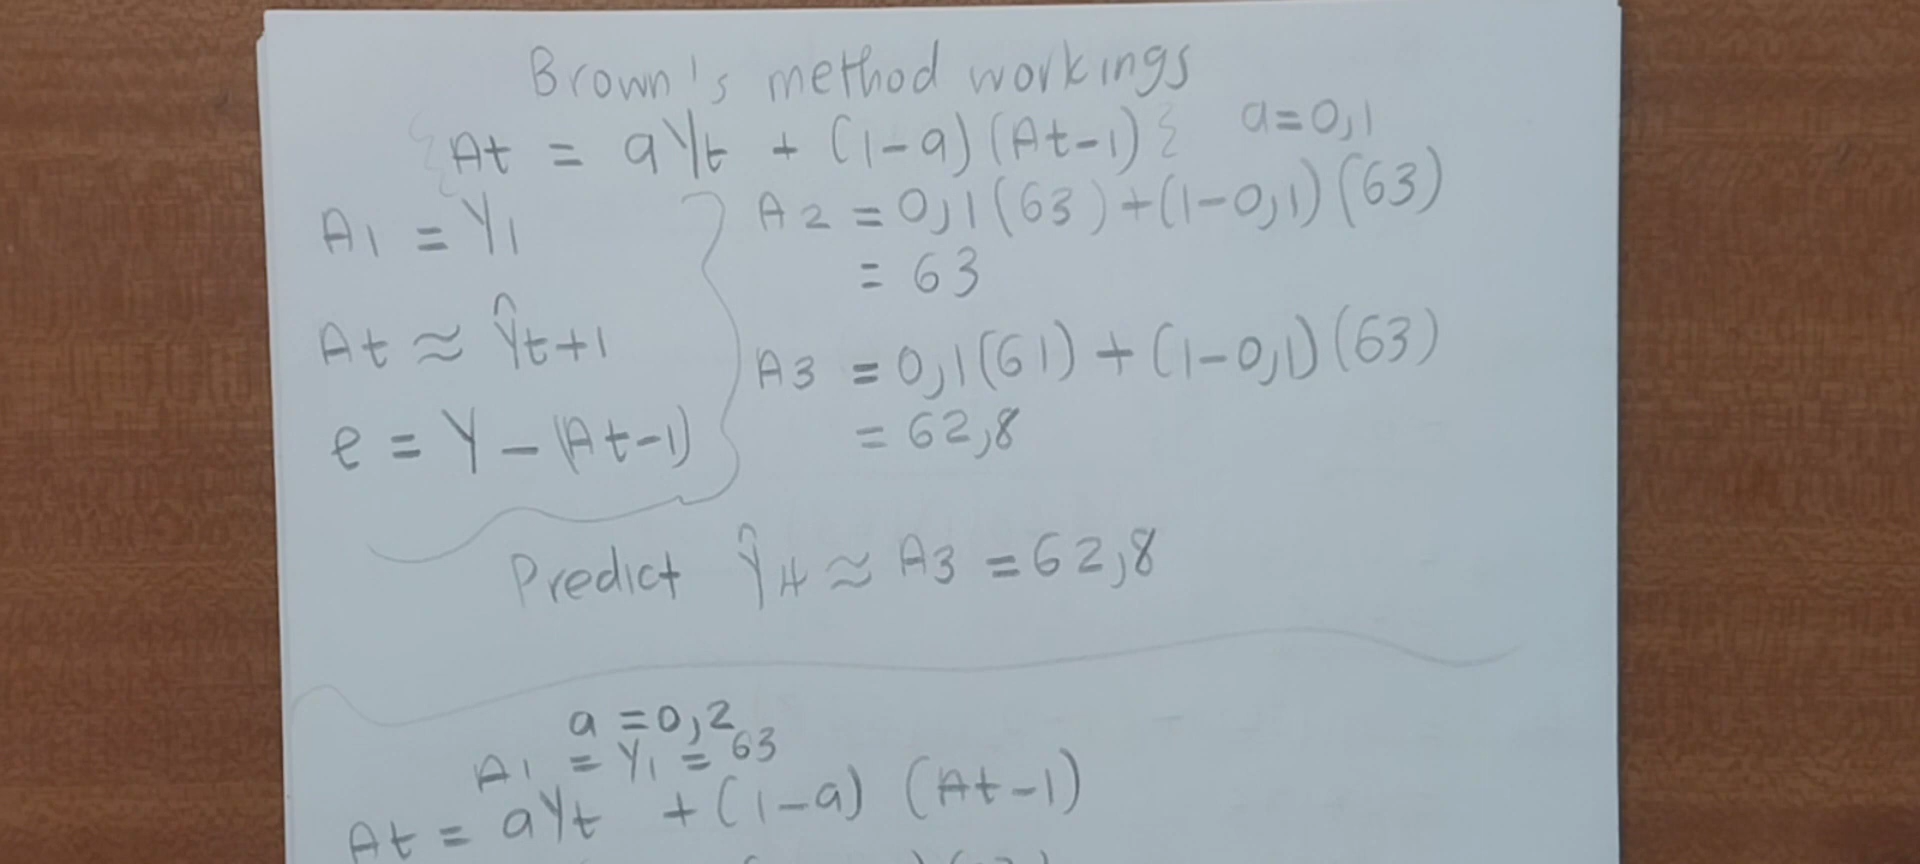 Brown's method workings
At = aYt + (1-a)(At-1) a=0,1
A1 = Y1
At ≈ Ŷt+1
e = Y - (At-1)
A2 = 0,1(63)+(1-0,1)(63)
= 63
A3 = 0,1(61) + (1-0,1)(63)
= 62,8
Predict Ŷ4 ≈ A3 = 62,8
a = 0,2
A1 = Y1 = 63
At = aYt + (1-a) (At-1)